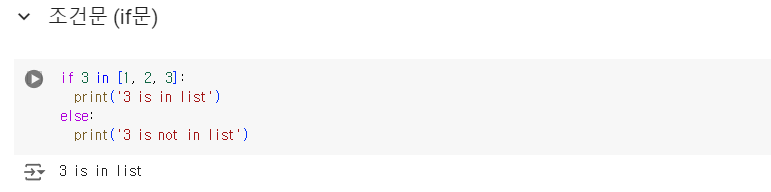 조건문 (if문)
if 3 in [1, 2, 3]:
  print('3 is in list')
else:
  print('3 is not in list')
3 is in list